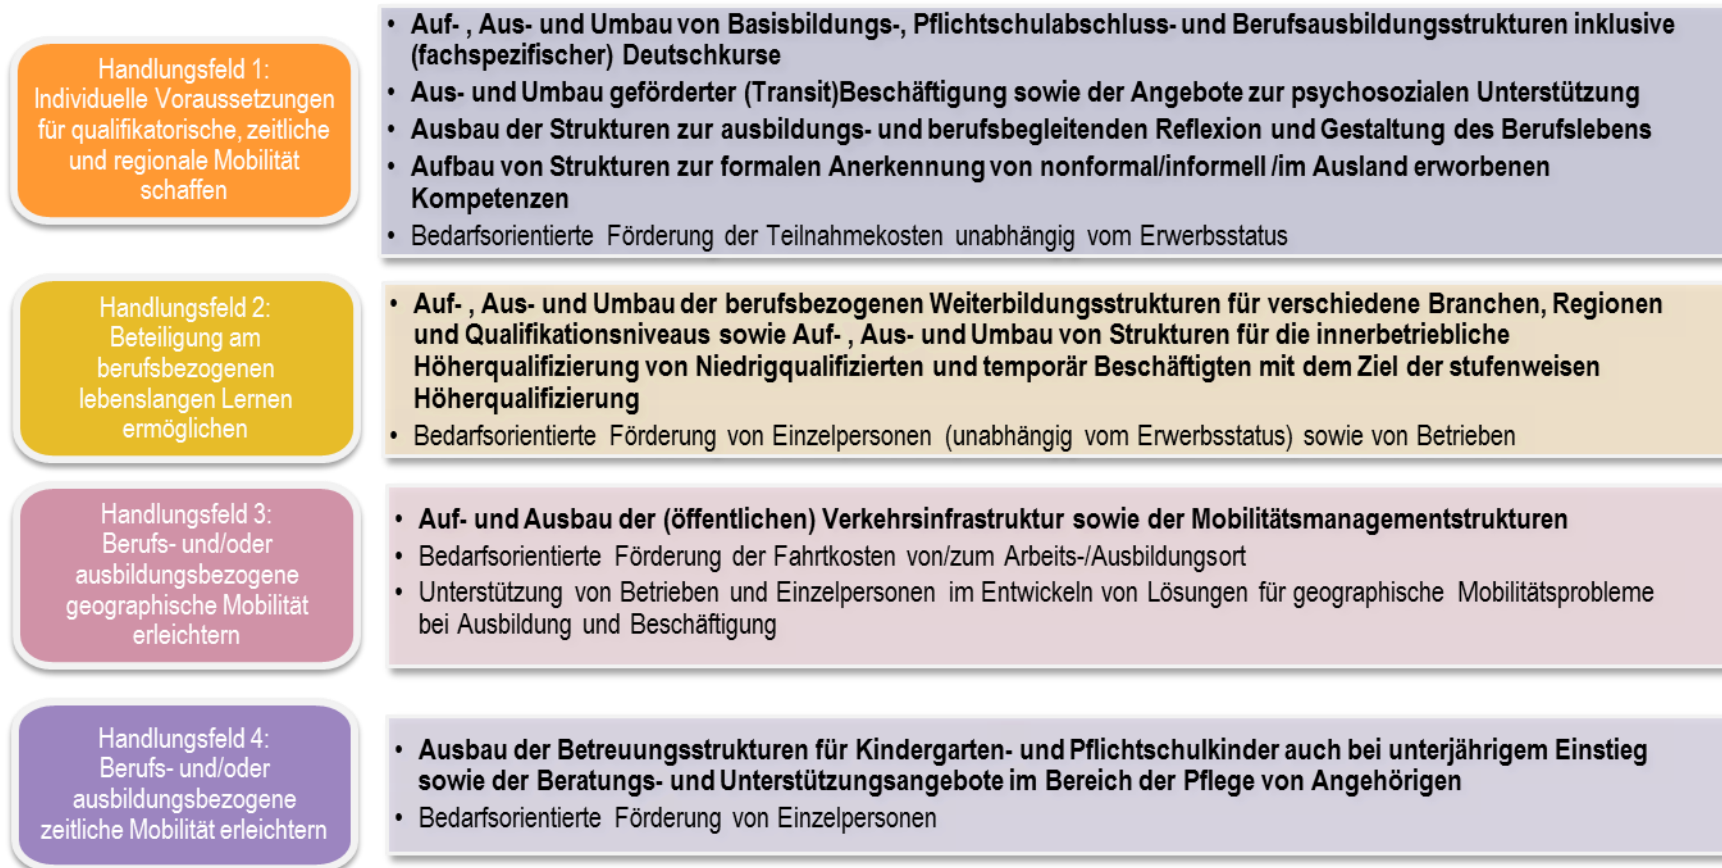 Handlungsfeld 1:
Individuelle Voraussetzungen
für qualifikatorische, zeitliche
und regionale Mobilität
schaffen
• Auf- , Aus- und Umbau von Basisbildungs-, Pflichtschulabschluss- und Berufsausbildungsstrukturen inklusive
(fachspezifischer) Deutschkurse
• Aus- und Umbau geförderter (Transit)Beschäftigung sowie der Angebote zur psychosozialen Unterstützung
• Ausbau der Strukturen zur ausbildungs- und berufsbegleitenden Reflexion und Gestaltung des Berufslebens
• Aufbau von Strukturen zur formalen Anerkennung von nonformal/informell /im Ausland erworbenen
Kompetenzen
• Bedarfsorientierte Förderung der Teilnahmekosten unabhängig vom Erwerbsstatus
Handlungsfeld 2:
Beteiligung am
berufsbezogenen
lebenslangen Lernen
ermöglichen
• Auf- , Aus- und Umbau der berufsbezogenen Weiterbildungsstrukturen für verschiedene Branchen, Regionen
und Qualifikationsniveaus sowie Auf- , Aus- und Umbau von Strukturen für die innerbetriebliche
Höherqualifizierung von Niedrigqualifizierten und temporär Beschäftigten mit dem Ziel der stufenweisen
Höherqualifizierung
• Bedarfsorientierte Förderung von Einzelpersonen (unabhängig vom Erwerbsstatus) sowie von Betrieben
Handlungsfeld 3:
Berufs- und/oder
ausbildungsbezogene
geographische Mobilität
erleichtern
• Auf- und Ausbau der (öffentlichen) Verkehrsinfrastruktur sowie der Mobilitätsmanagementstrukturen
• Bedarfsorientierte Förderung der Fahrtkosten von/zum Arbeits-/Ausbildungsort
• Unterstützung von Betrieben und Einzelpersonen im Entwickeln von Lösungen für geographische Mobilitätsprobleme
bei Ausbildung und Beschäftigung
Handlungsfeld 4:
Berufs- und/oder
ausbildungsbezogene
zeitliche Mobilität erleichtern
• Ausbau der Betreuungsstrukturen für Kindergarten- und Pflichtschulkinder auch bei unterjährigem Einstieg
sowie der Beratungs- und Unterstützungsangebote im Bereich der Pflege von Angehörigen
• Bedarfsorientierte Förderung von Einzelpersonen